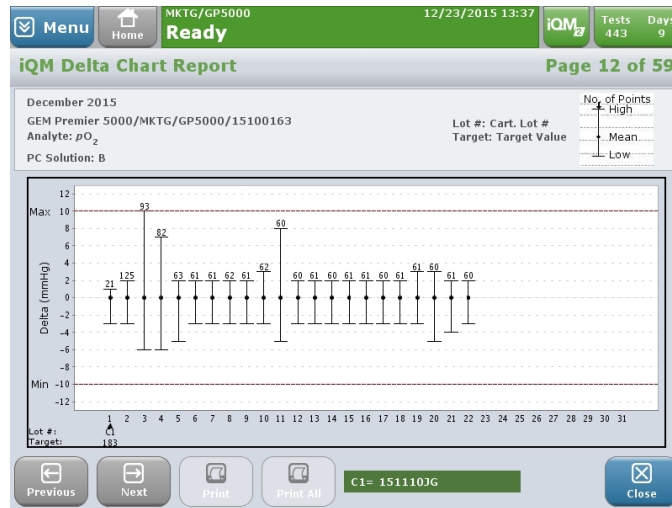 Menu
Home
MKTG/GP5000
12/23/2015 13:37
Ready
iQM2
Tests
443
Days
9
iQM Delta Chart Report
Page 12 of 59
December 2015
GEM Premier 5000/MKTG/GP5000/15100163
Analyte: pO2
PC Solution: B
Lot #: Cart. Lot #
Target: Target Value
No. of Points
High
Mean
Low
Delta (mmHg)
12
Max 10
8
6
4
2
0
-2
-4
-6
-8
Min -10
-12
21 125 93 82 63 61 61 62 61 62 60 60 61 60 61 61 60 61 61 60 61 60
1 2 3 4 5 6 7 8 9 10 11 12 13 14 15 16 17 18 19 20 21 22 23 24 25 26 27 28 29 30 31
Lot #: C1
Target: 183
Previous
Next
Print
Print All
C1= 151110JG
Close